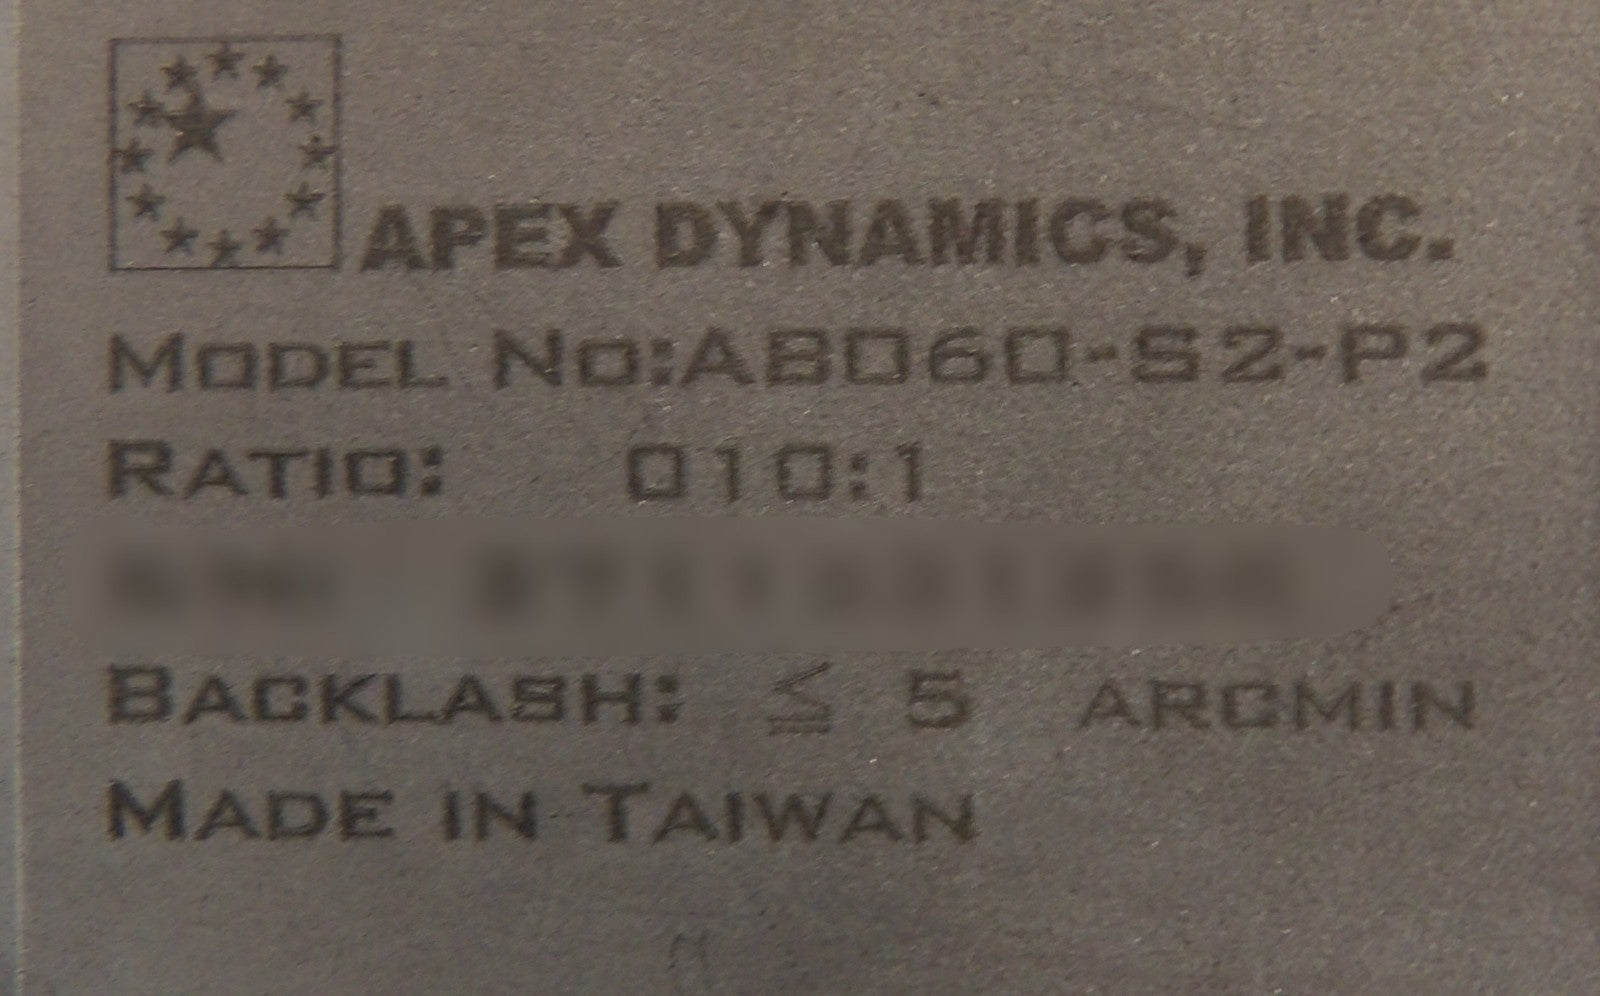 APEX DYNAMICS, INC.
MODEL NO:AB060-S2-P2
RATIO: 010:1
BACKLASH: ≦ 5 ARCMIN
MADE IN TAIWAN